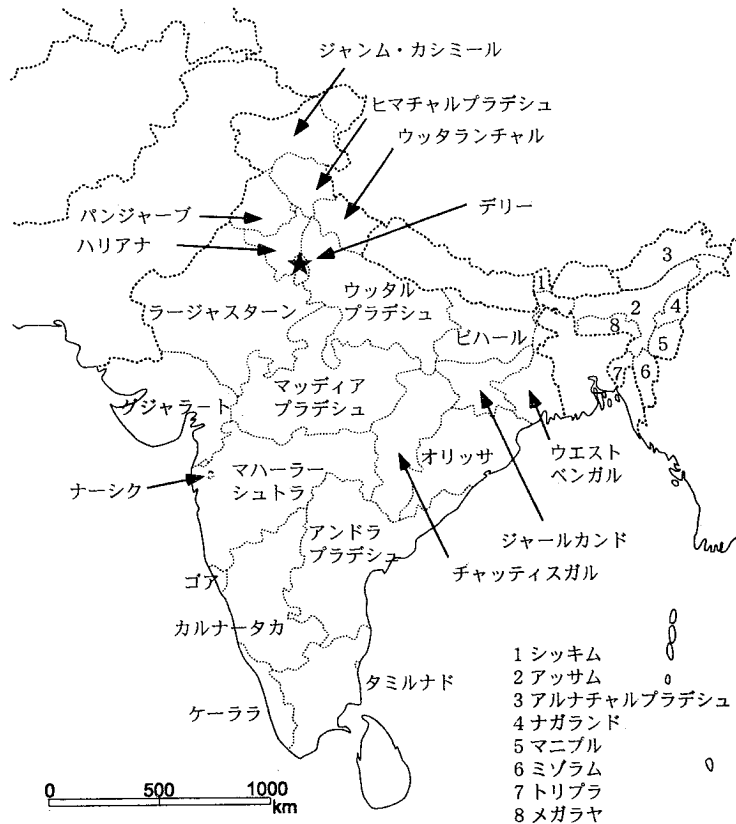 ジャンム・カシミール
ヒマチャルプラデシュ
ウッタランチャル
パンジャーブ
ハリアナ
デリー
ラージャスターン
ウッタル
プラデシュ
ビハール
1
3
2
4
8
5
7
6
グジャラート
マッディア
プラデシュ
ナーシク
マハーラー
シュトラ
オリッサ
ウエスト
ベンガル
アンドラ
プラデシュ
ジャールカンド
チャッティスガル
ゴア
カルナータカ
タミルナド
ケーララ
1 シッキム
2 アッサム
3 アルナチャルプラデシュ
4 ナガランド
5 マニプル
6 ミゾラム
7 トリプラ
8 メガラヤ
0 500 1000
km